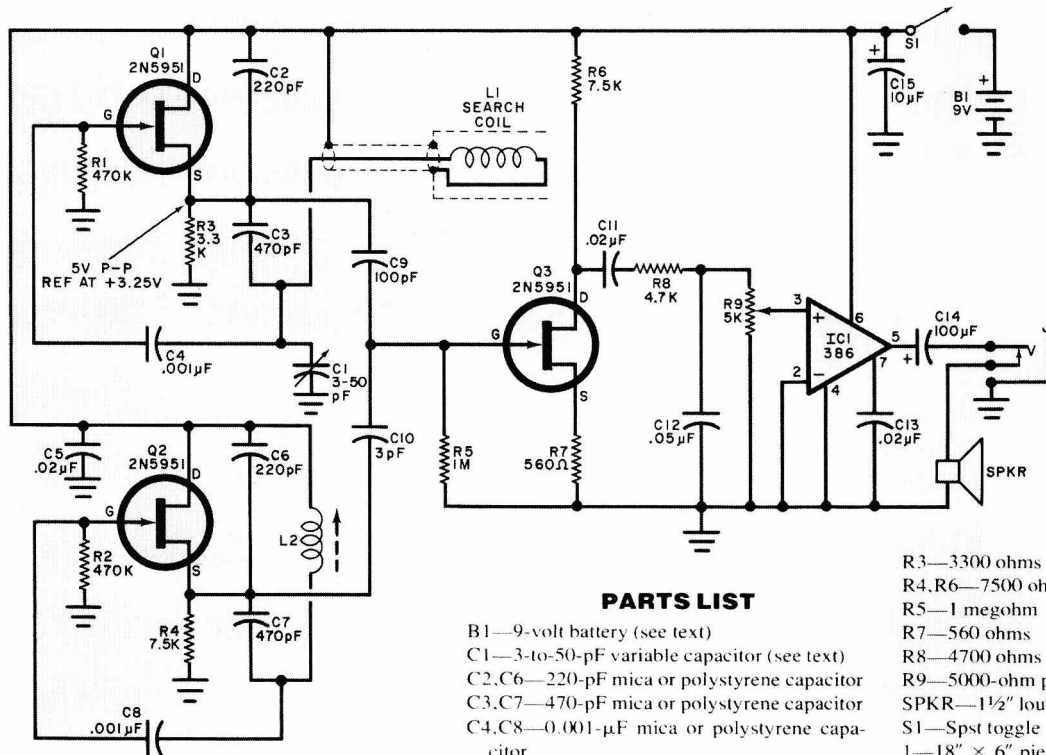 Q1
2N5951
D
G
S
C2
220pF
R1
470K
R3
3.3
K
C3
470pF
5V P-P
REF AT +3.25V
C4
.001µF
C1
3-50
pF
L1
SEARCH
COIL
C9
100pF
R6
7.5K
C11
.02µF
R8
4.7K
R9
5K
Q3
2N5951
D
G
S
3
+
2
−
IC1
386
6
5
7
4
C14
100µF
+
C15
10µF
+
S1
B1
9V
+
C5
.02µF
Q2
2N5951
D
G
S
C6
220pF
C10
3pF
R5
1M
R7
560Ω
C12
.05µF
C13
.02µF
SPKR
R2
470K
L2
R4
7.5K
C7
470pF
C8
.001µF
PARTS LIST
B1—9-volt battery (see text)
C1—3-to-50-pF variable capacitor (see text)
C2,C6—220-pF mica or polystyrene capacitor
C3,C7—470-pF mica or polystyrene capacitor
C4,C8—0.001-µF mica or polystyrene capa-
citor
R3—3300 ohms
R4,R6—7500 oh
R5—1 megohm
R7—560 ohms
R8—4700 ohms
R9—5000-ohm p
SPKR—1½" lou
S1—Spst toggle
1—18" × 6" pie